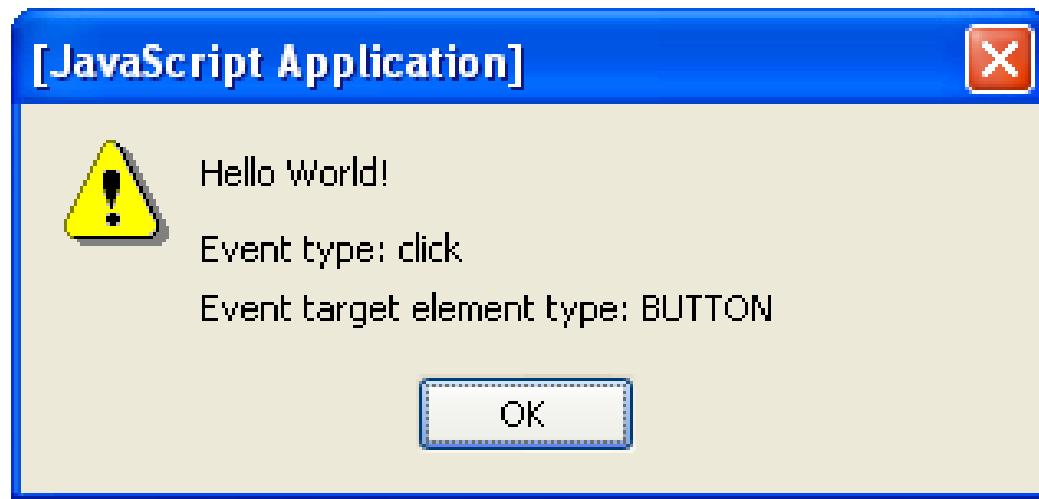 [JavaScript Application]
Hello World!
Event type: click
Event target element type: BUTTON
OK